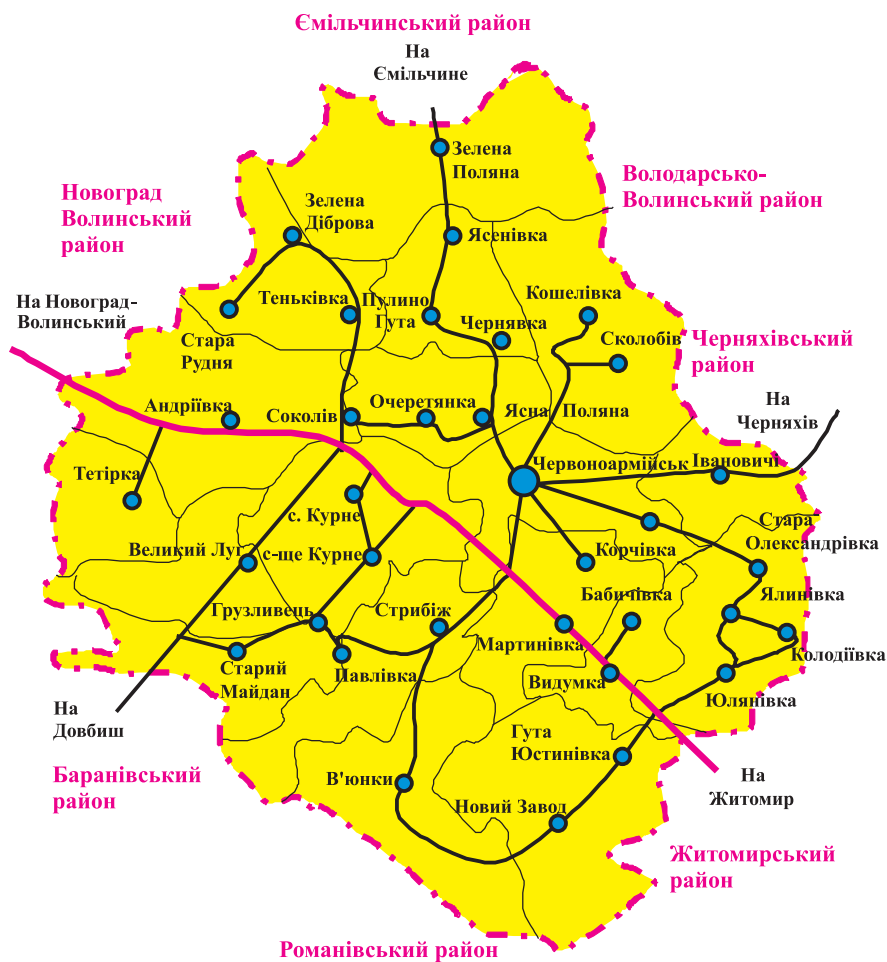 Ємільчинський район
На
Ємільчине
Зелена
Поляна
Володарсько-
Волинський район
Новоград
Волинський
район
Зелена
Діброва
Ясенівка
На Новоград-
Волинський
Теньківка
Пулино
Гута
Кошелівка
Чернявка
Сколобів
Стара
Рудня
Черняхівський
район
На
Черняхів
Андріївка
Соколів
Очеретянка
Ясна Поляна
Тетірка
Червоноармійськ
Івановичі
с. Курне
Стара
Олександрівка
Великий Луг
с-ще Курне
Корчівка
Бабичівка
Ялинівка
Грузливець
Стрибіж
Мартинівка
Колодіївка
Старий
Майдан
Павлівка
Видумка
Юлянівка
На
Довбиш
Гута
Юстинівка
Баранівський
район
В'юнки
Новий Завод
На
Житомир
Житомирський
район
Романівський район